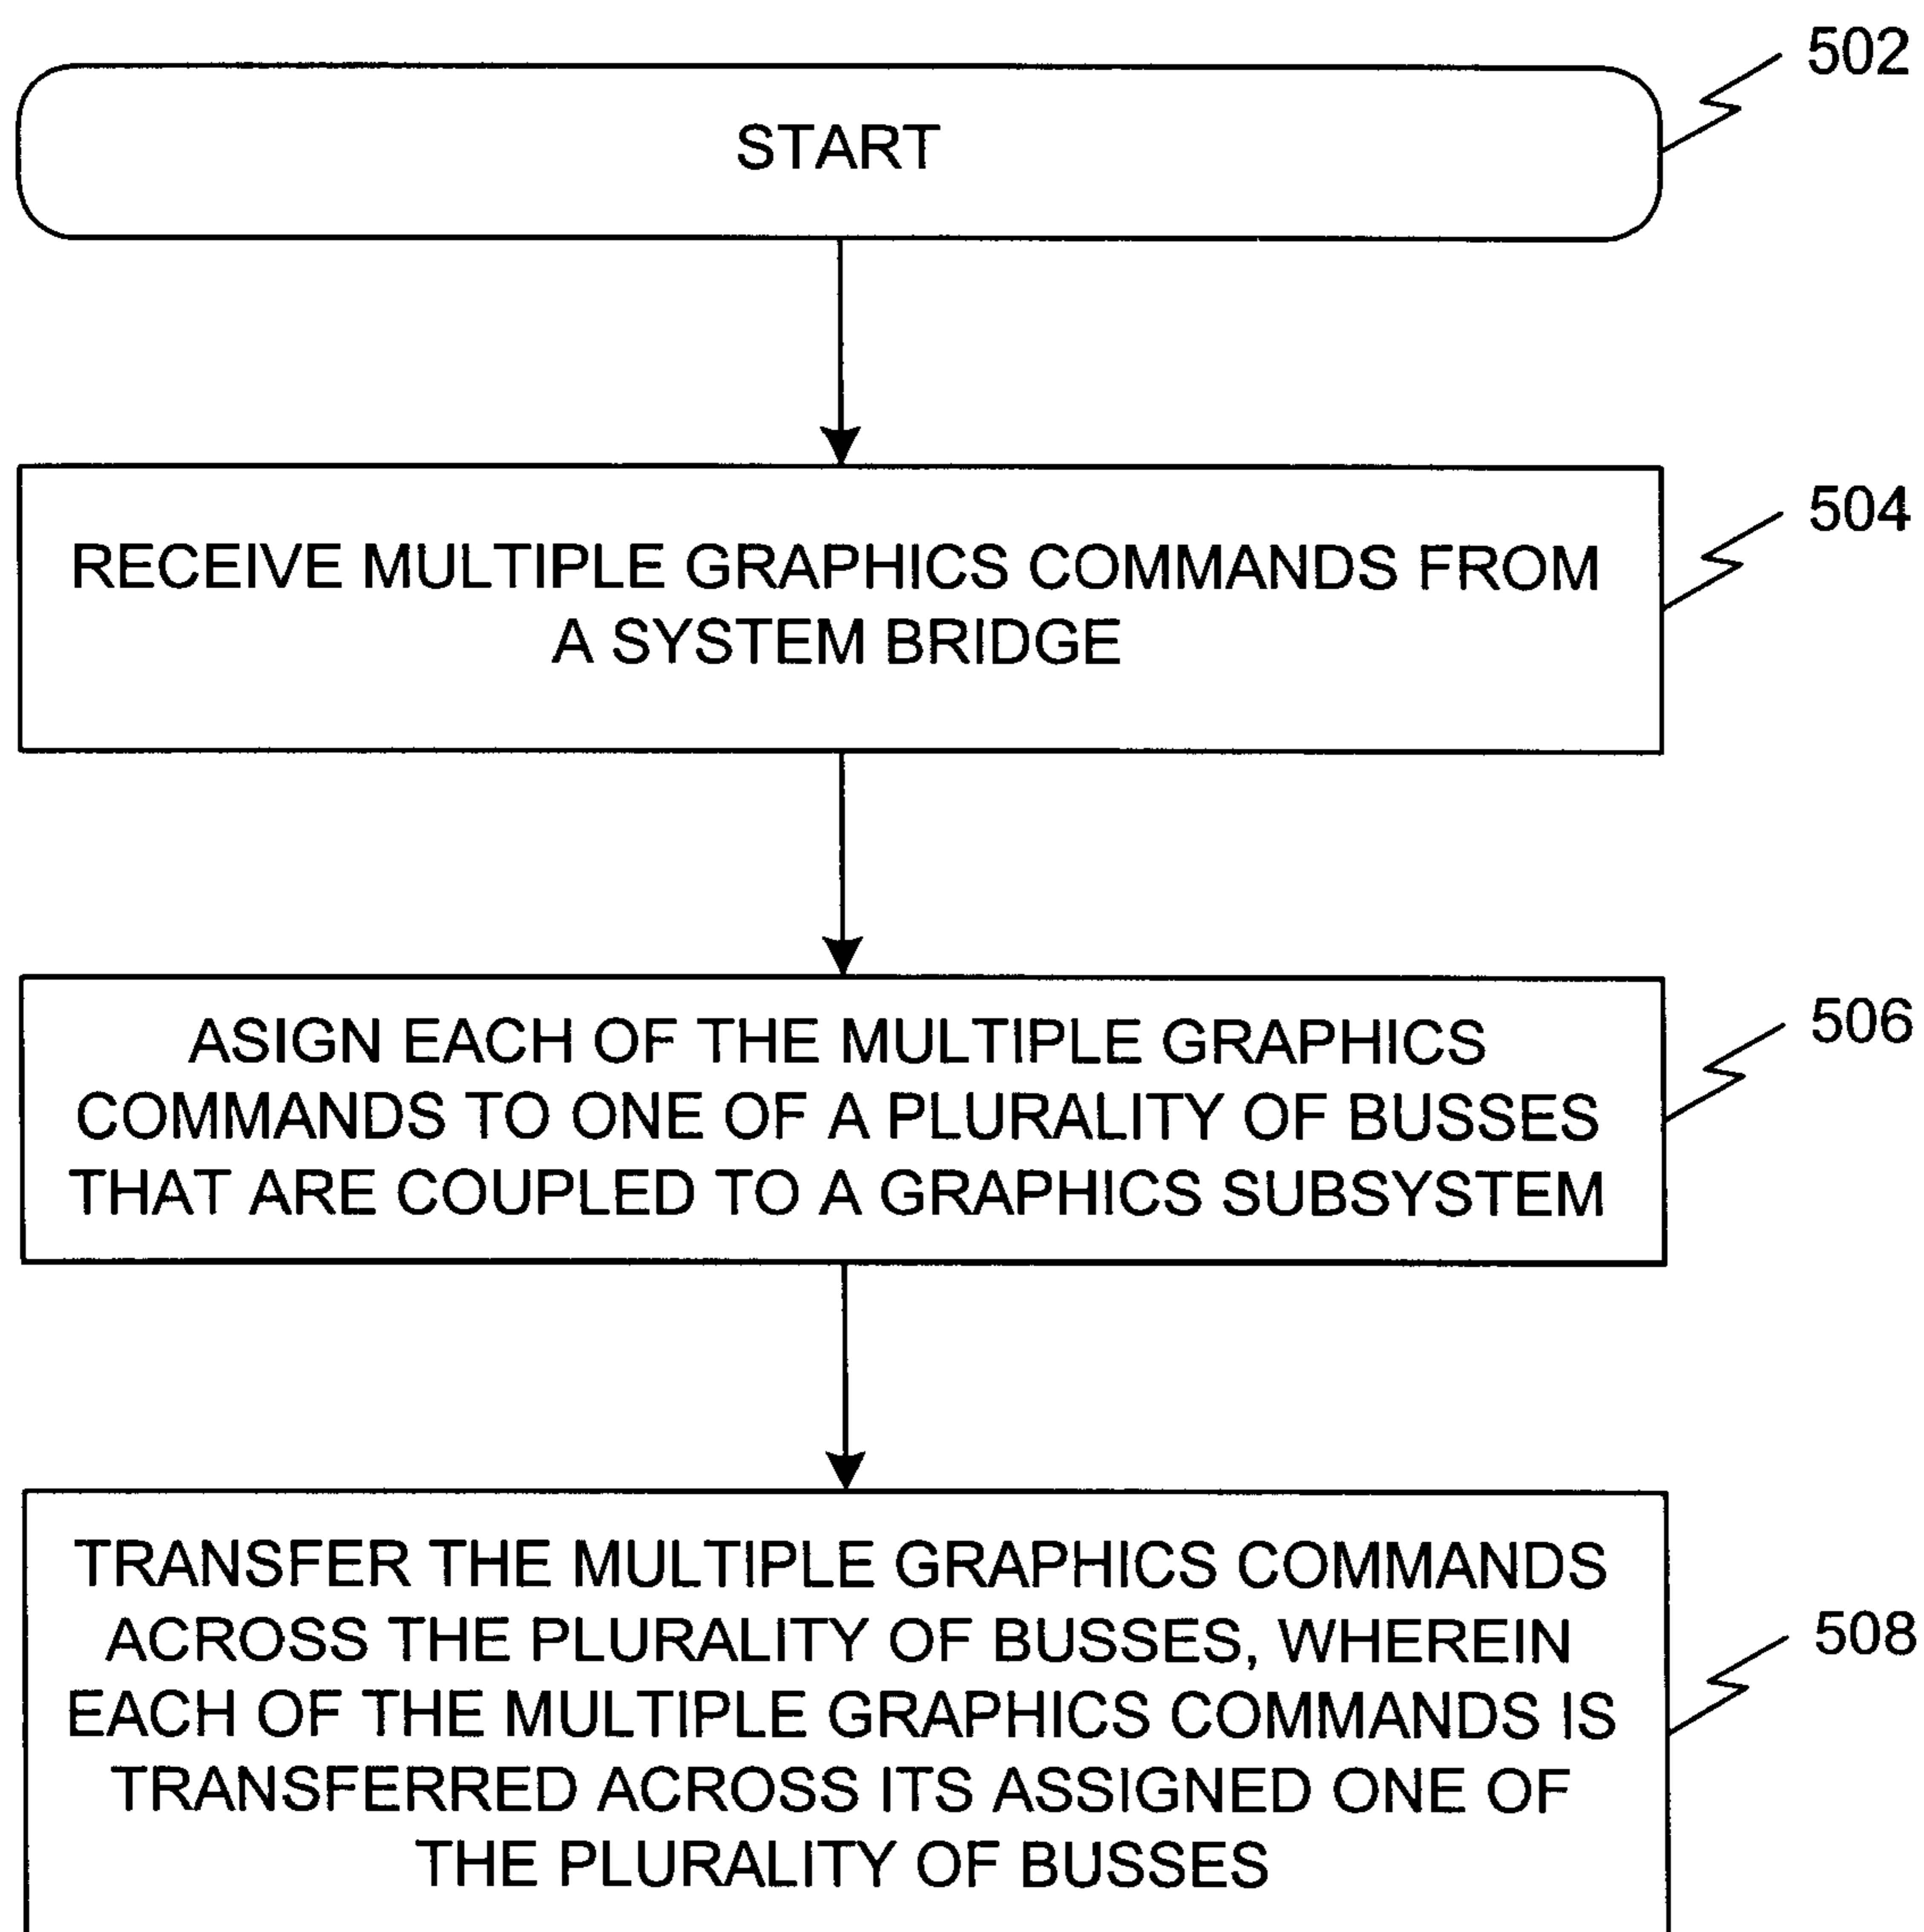 502
START
504
RECEIVE MULTIPLE GRAPHICS COMMANDS FROM
A SYSTEM BRIDGE
506
ASIGN EACH OF THE MULTIPLE GRAPHICS
COMMANDS TO ONE OF A PLURALITY OF BUSSES
THAT ARE COUPLED TO A GRAPHICS SUBSYSTEM
508
TRANSFER THE MULTIPLE GRAPHICS COMMANDS
ACROSS THE PLURALITY OF BUSSES, WHEREIN
EACH OF THE MULTIPLE GRAPHICS COMMANDS IS
TRANSFERRED ACROSS ITS ASSIGNED ONE OF
THE PLURALITY OF BUSSES